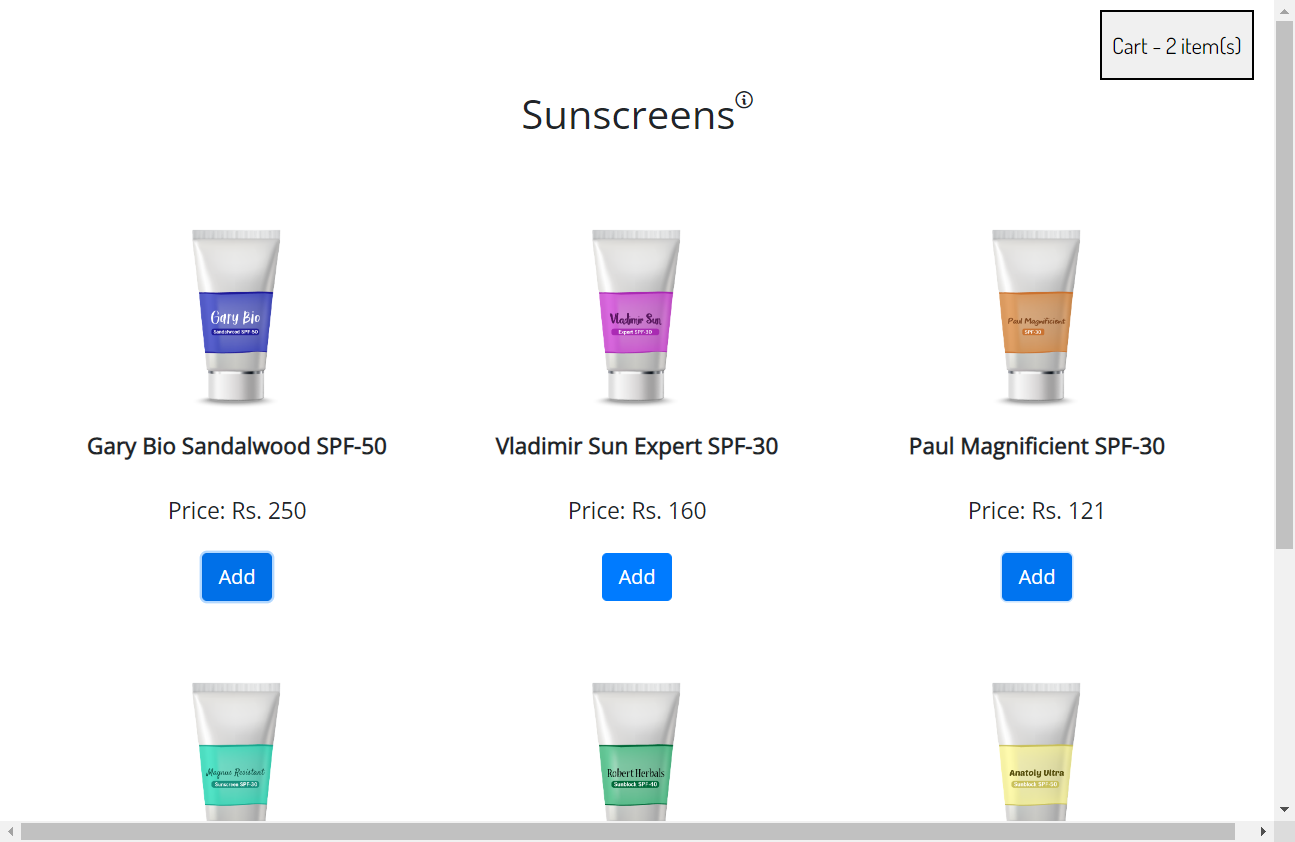 Cart - 2 item(s)
Sunscreens
Gary Bio
Sandalwood SPF-50
Vladimir Sun
Expert SPF-30
Paul Magnificient
SPF-30
Gary Bio Sandalwood SPF-50
Vladimir Sun Expert SPF-30
Paul Magnificient SPF-30
Price: Rs. 250
Price: Rs. 160
Price: Rs. 121
Add
Add
Add
Magnus Resistant
Sunscreen SPF-30
Robert Herbals
Sunblock SPF-40
Anatoly Ultra
Sunblock SPF-50